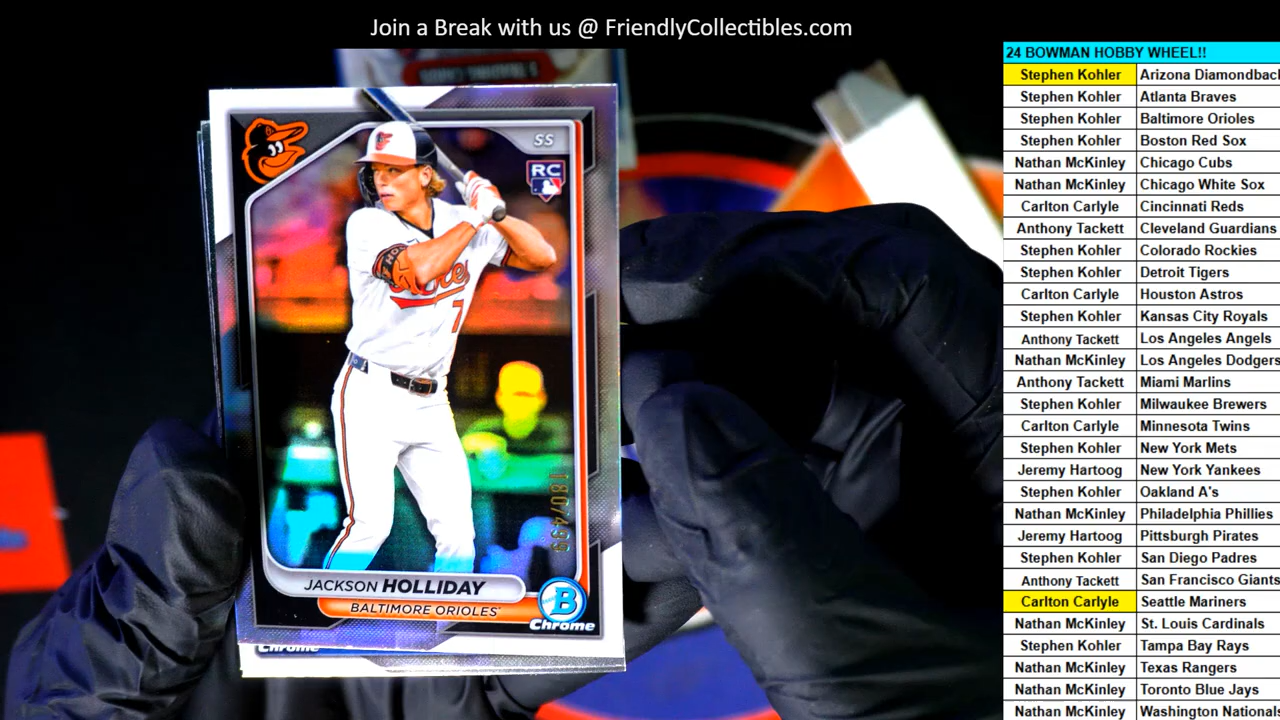 Join a Break with us @ FriendlyCollectibles.com
24 BOWMAN HOBBY WHEEL!!
Stephen Kohler Arizona Diamondbac
Stephen Kohler Atlanta Braves
Stephen Kohler Baltimore Orioles
Stephen Kohler Boston Red Sox
Nathan McKinley Chicago Cubs
Nathan McKinley Chicago White Sox
Carlton Carlyle Cincinnati Reds
Anthony Tackett Cleveland Guardians
Stephen Kohler Colorado Rockies
Stephen Kohler Detroit Tigers
Carlton Carlyle Houston Astros
Stephen Kohler Kansas City Royals
Anthony Tackett Los Angeles Angels
Nathan McKinley Los Angeles Dodgers
Anthony Tackett Miami Marlins
Stephen Kohler Milwaukee Brewers
Carlton Carlyle Minnesota Twins
Stephen Kohler New York Mets
Jeremy Hartoog New York Yankees
Stephen Kohler Oakland A's
Nathan McKinley Philadelphia Phillies
Jeremy Hartoog Pittsburgh Pirates
Stephen Kohler San Diego Padres
Anthony Tackett San Francisco Giants
Carlton Carlyle Seattle Mariners
Nathan McKinley St. Louis Cardinals
Stephen Kohler Tampa Bay Rays
Nathan McKinley Texas Rangers
Nathan McKinley Toronto Blue Jays
Nathan McKinley Washington Nationals
SS
RC
7
180/499
JACKSON HOLLIDAY
BALTIMORE ORIOLES
B
Chrome
Chrome